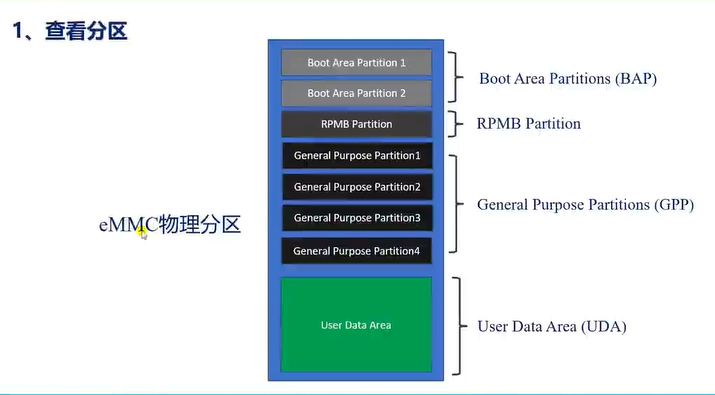 1、查看分区
Boot Area Partition 1
Boot Area Partition 2
Boot Area Partitions (BAP)
RPMB Partition
RPMB Partition
General Purpose Partition1
General Purpose Partition2
General Purpose Partition3
General Purpose Partition4
General Purpose Partitions (GPP)
eMMC物理分区
User Data Area
User Data Area (UDA)